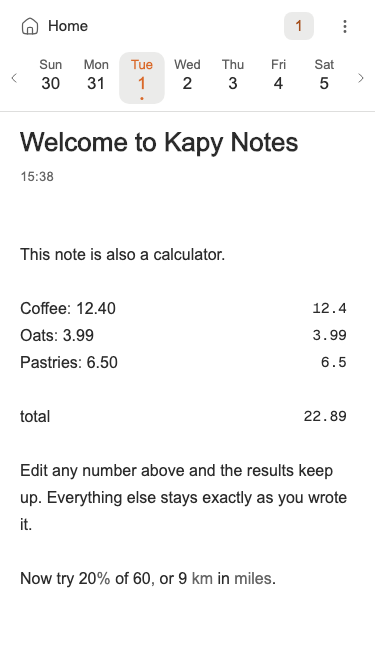 Home
1
Sun Mon Tue Wed Thu Fri Sat
30 31 1 2 3 4 5
Welcome to Kapy Notes
15:38
This note is also a calculator.
Coffee: 12.40 12.4
Oats: 3.99 3.99
Pastries: 6.50 6.5
total 22.89
Edit any number above and the results keep
up. Everything else stays exactly as you wrote
it.
Now try 20% of 60, or 9 km in miles.